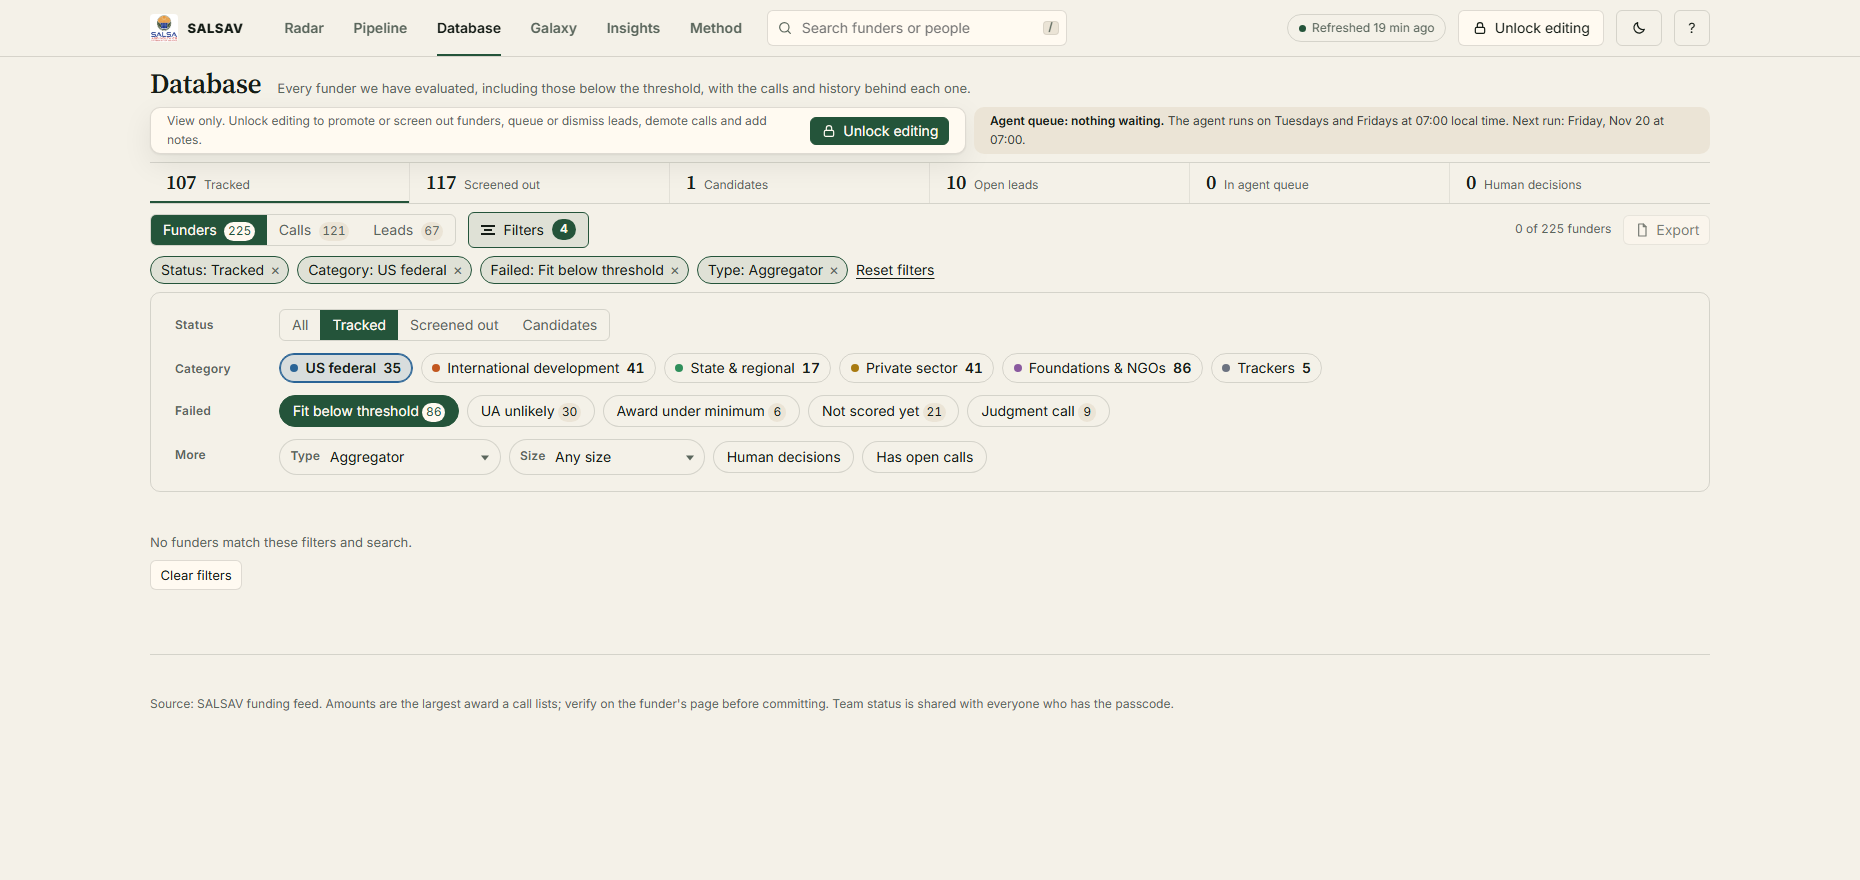 SALSA
SALSAV
Radar
Pipeline
Database
Galaxy
Insights
Method
Search funders or people
/
Refreshed 19 min ago
Unlock editing
?
Database
Every funder we have evaluated, including those below the threshold, with the calls and history behind each one.
View only. Unlock editing to promote or screen out funders, queue or dismiss leads, demote calls and add
notes.
Unlock editing
Agent queue: nothing waiting. The agent runs on Tuesdays and Fridays at 07:00 local time. Next run: Friday, Nov 20 at
07:00.
107 Tracked
117 Screened out
1 Candidates
10 Open leads
0 In agent queue
0 Human decisions
Funders 225
Calls 121
Leads 67
Filters 4
0 of 225 funders
Export
Status: Tracked ×
Category: US federal ×
Failed: Fit below threshold ×
Type: Aggregator ×
Reset filters
Status
All
Tracked
Screened out
Candidates
Category
US federal 35
International development 41
State & regional 17
Private sector 41
Foundations & NGOs 86
Trackers 5
Failed
Fit below threshold 86
UA unlikely 30
Award under minimum 6
Not scored yet 21
Judgment call 9
More
Type Aggregator
Size Any size
Human decisions
Has open calls
No funders match these filters and search.
Clear filters
Source: SALSAV funding feed. Amounts are the largest award a call lists; verify on the funder's page before committing. Team status is shared with everyone who has the passcode.